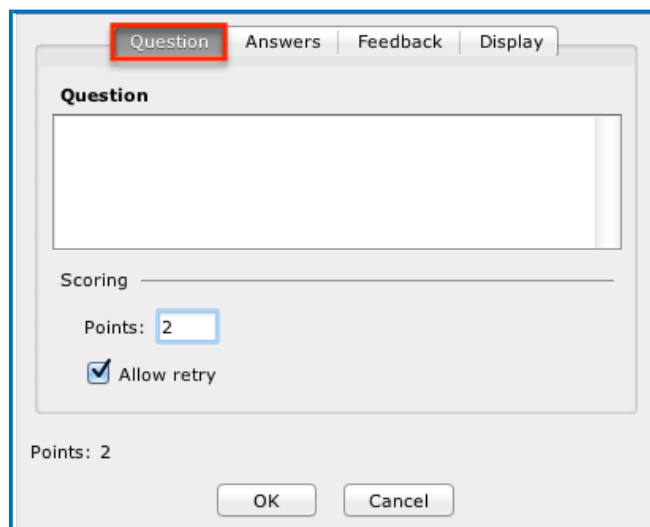 Question Answers Feedback Display
Question
Scoring
Points: 2
Allow retry
Points: 2
OK Cancel